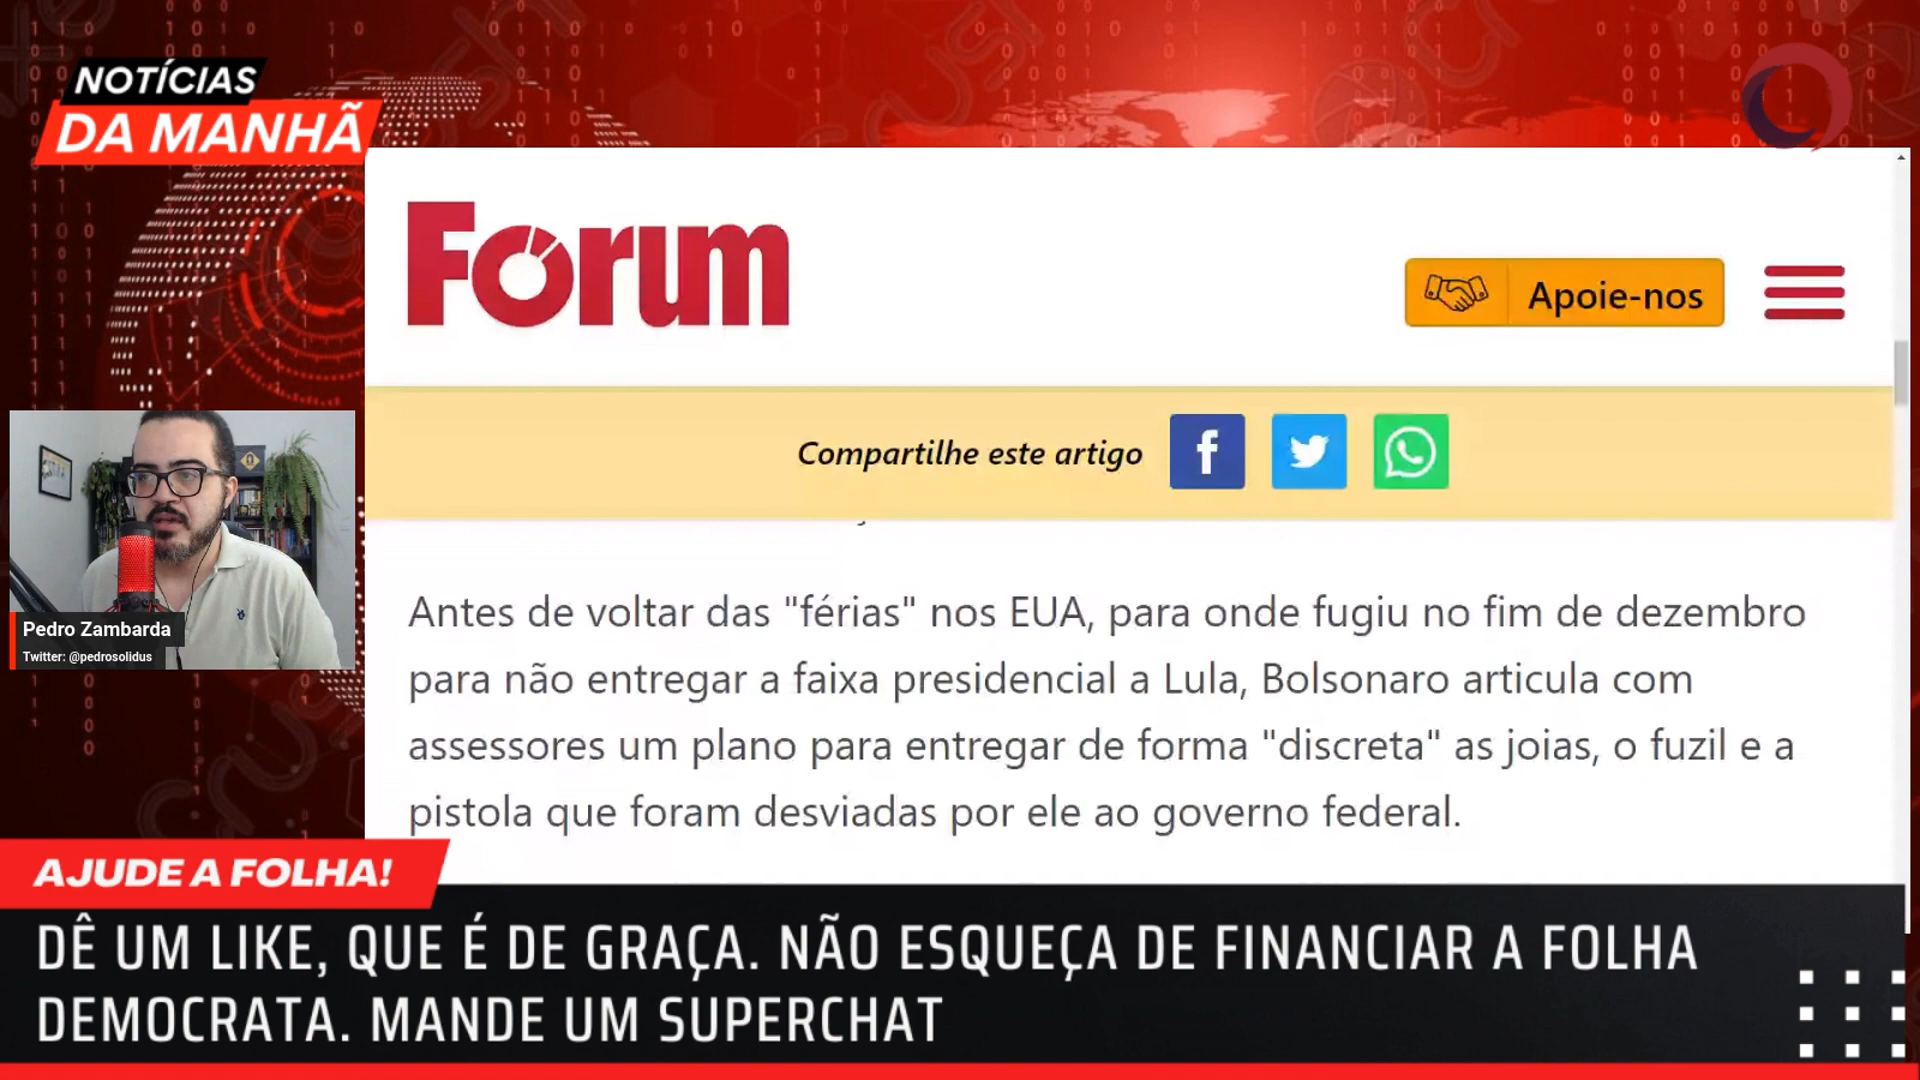 NOTÍCIAS
DA MANHÃ
Forum
Apoie-nos
Compartilhe este artigo
Antes de voltar das "férias" nos EUA, para onde fugiu no fim de dezembro
para não entregar a faixa presidencial a Lula, Bolsonaro articula com
assessores um plano para entregar de forma "discreta" as joias, o fuzil e a
pistola que foram desviadas por ele ao governo federal.
Pedro Zambarda
Twitter: @pedrosolidus
AJUDE A FOLHA!
DÊ UM LIKE, QUE É DE GRAÇA. NÃO ESQUEÇA DE FINANCIAR A FOLHA
DEMOCRATA. MANDE UM SUPERCHAT